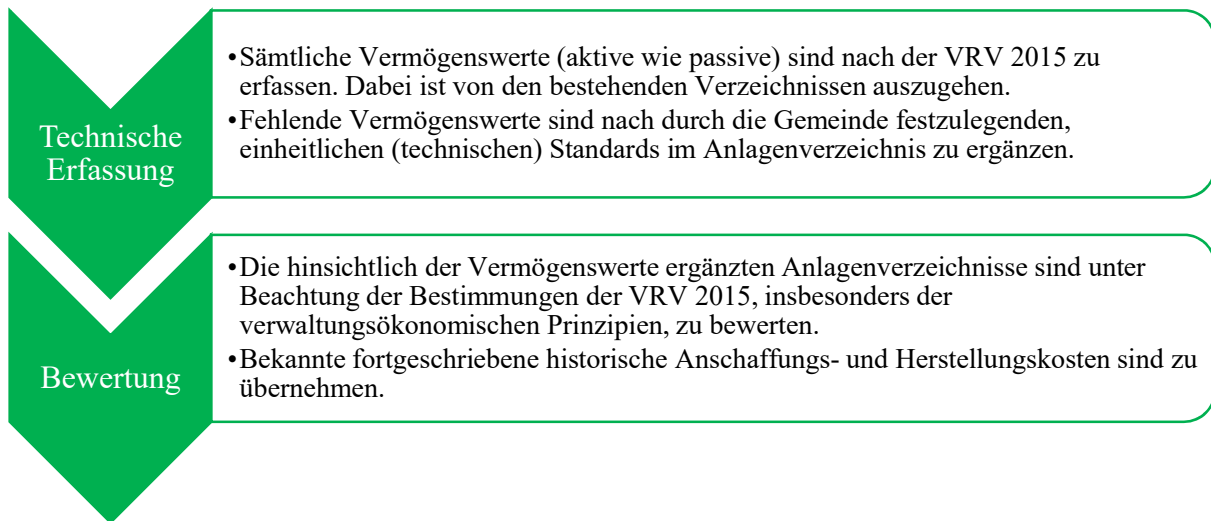 Technische
Erfassung
•Sämtliche Vermögenswerte (aktive wie passive) sind nach der VRV 2015 zu
erfassen. Dabei ist von den bestehenden Verzeichnissen auszugehen.
•Fehlende Vermögenswerte sind nach durch die Gemeinde festzulegenden,
einheitlichen (technischen) Standards im Anlagenverzeichnis zu ergänzen.
Bewertung
•Die hinsichtlich der Vermögenswerte ergänzten Anlagenverzeichnisse sind unter
Beachtung der Bestimmungen der VRV 2015, insbesonders der
verwaltungsökonomischen Prinzipien, zu bewerten.
•Bekannte fortgeschriebene historische Anschaffungs- und Herstellungskosten sind zu
übernehmen.